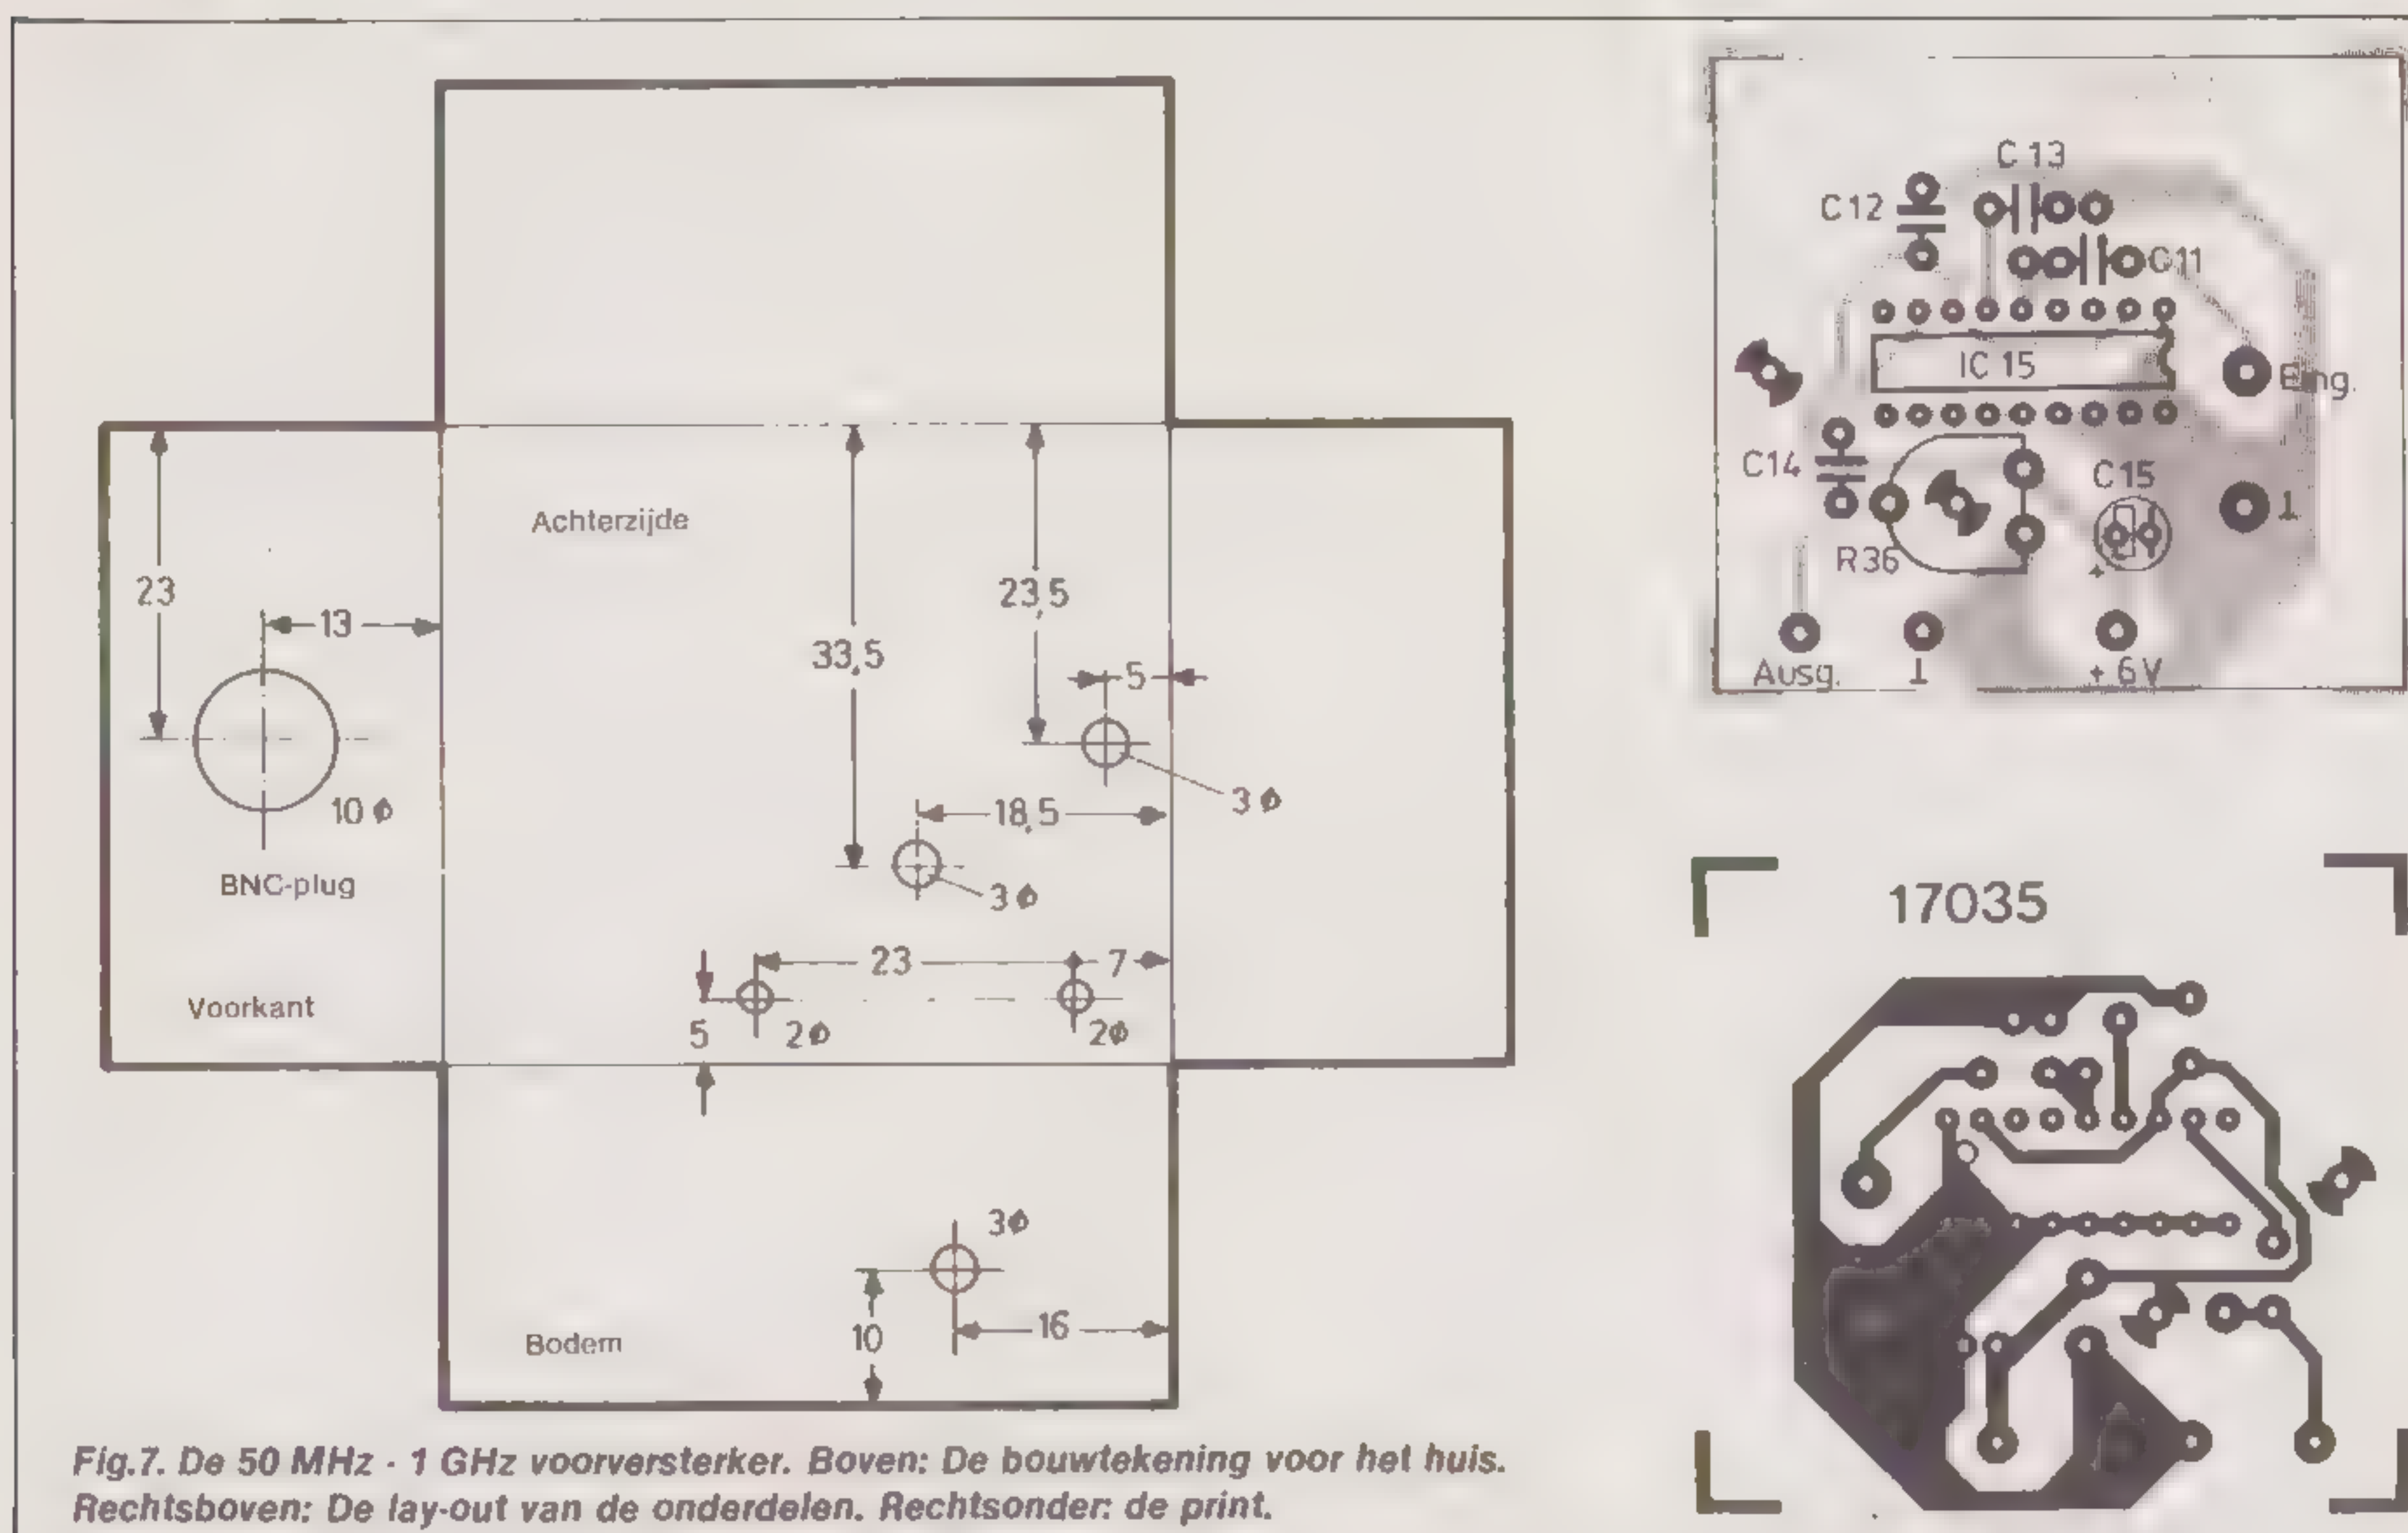 Achterzijde
23
13
10 ϕ
BNC-plug
Voorkant
33,5
23,5
5
3 ϕ
18,5
3 ϕ
23
7
5
2 ϕ
2ϕ
3ϕ
10
16
Bodem
C 13
C 12
C11
IC 15
Eing.
C14
C15
⊥
R36
+
Ausg.
⊥
+ 6V
17035
Fig.7. De 50 MHz - 1 GHz voorversterker. Boven: De bouwtekening voor het huis.
Rechtsboven: De lay-out van de onderdelen. Rechtsonder: de print.